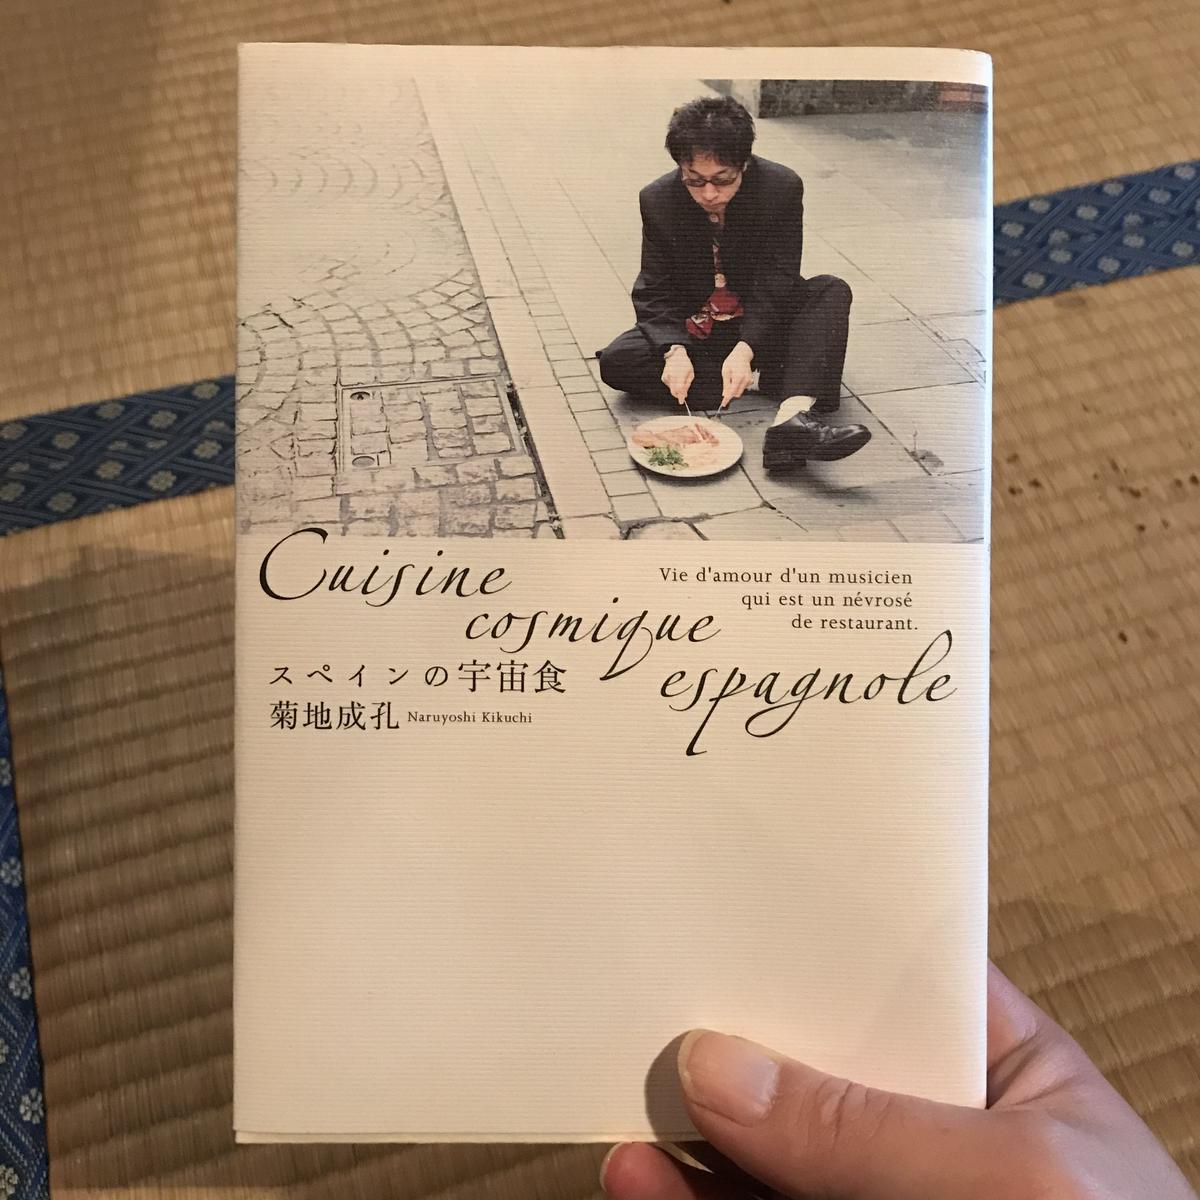 Cuisine
cosmique
espagnole
Vie d'amour d'un musicien
qui est un névrosé
de restaurant.
スペインの宇宙食
菊地成孔 Naruyoshi Kikuchi